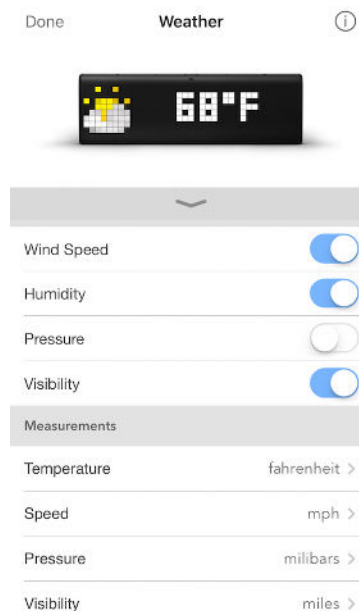 Done Weather i
68°F
Wind Speed
Humidity
Pressure
Visibility
Measurements
Temperature fahrenheit >
Speed mph >
Pressure milibars >
Visibility miles >